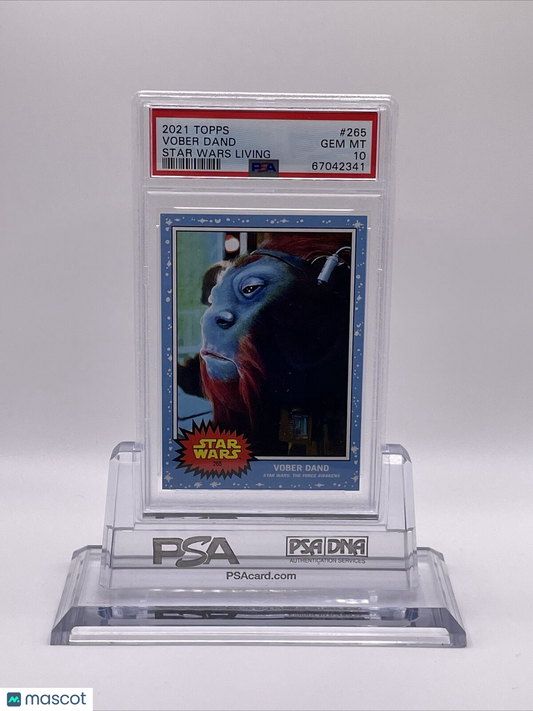 2021 TOPPS #265
VOBER DAND GEM MT
STAR WARS LIVING 10
PSA 67042341
STAR
WARS
265
VOBER DAND
STAR WARS: THE FORCE AWAKENS
PSA PSA DNA
AUTHENTICATION SERVICES
PSAcard.com
mascot